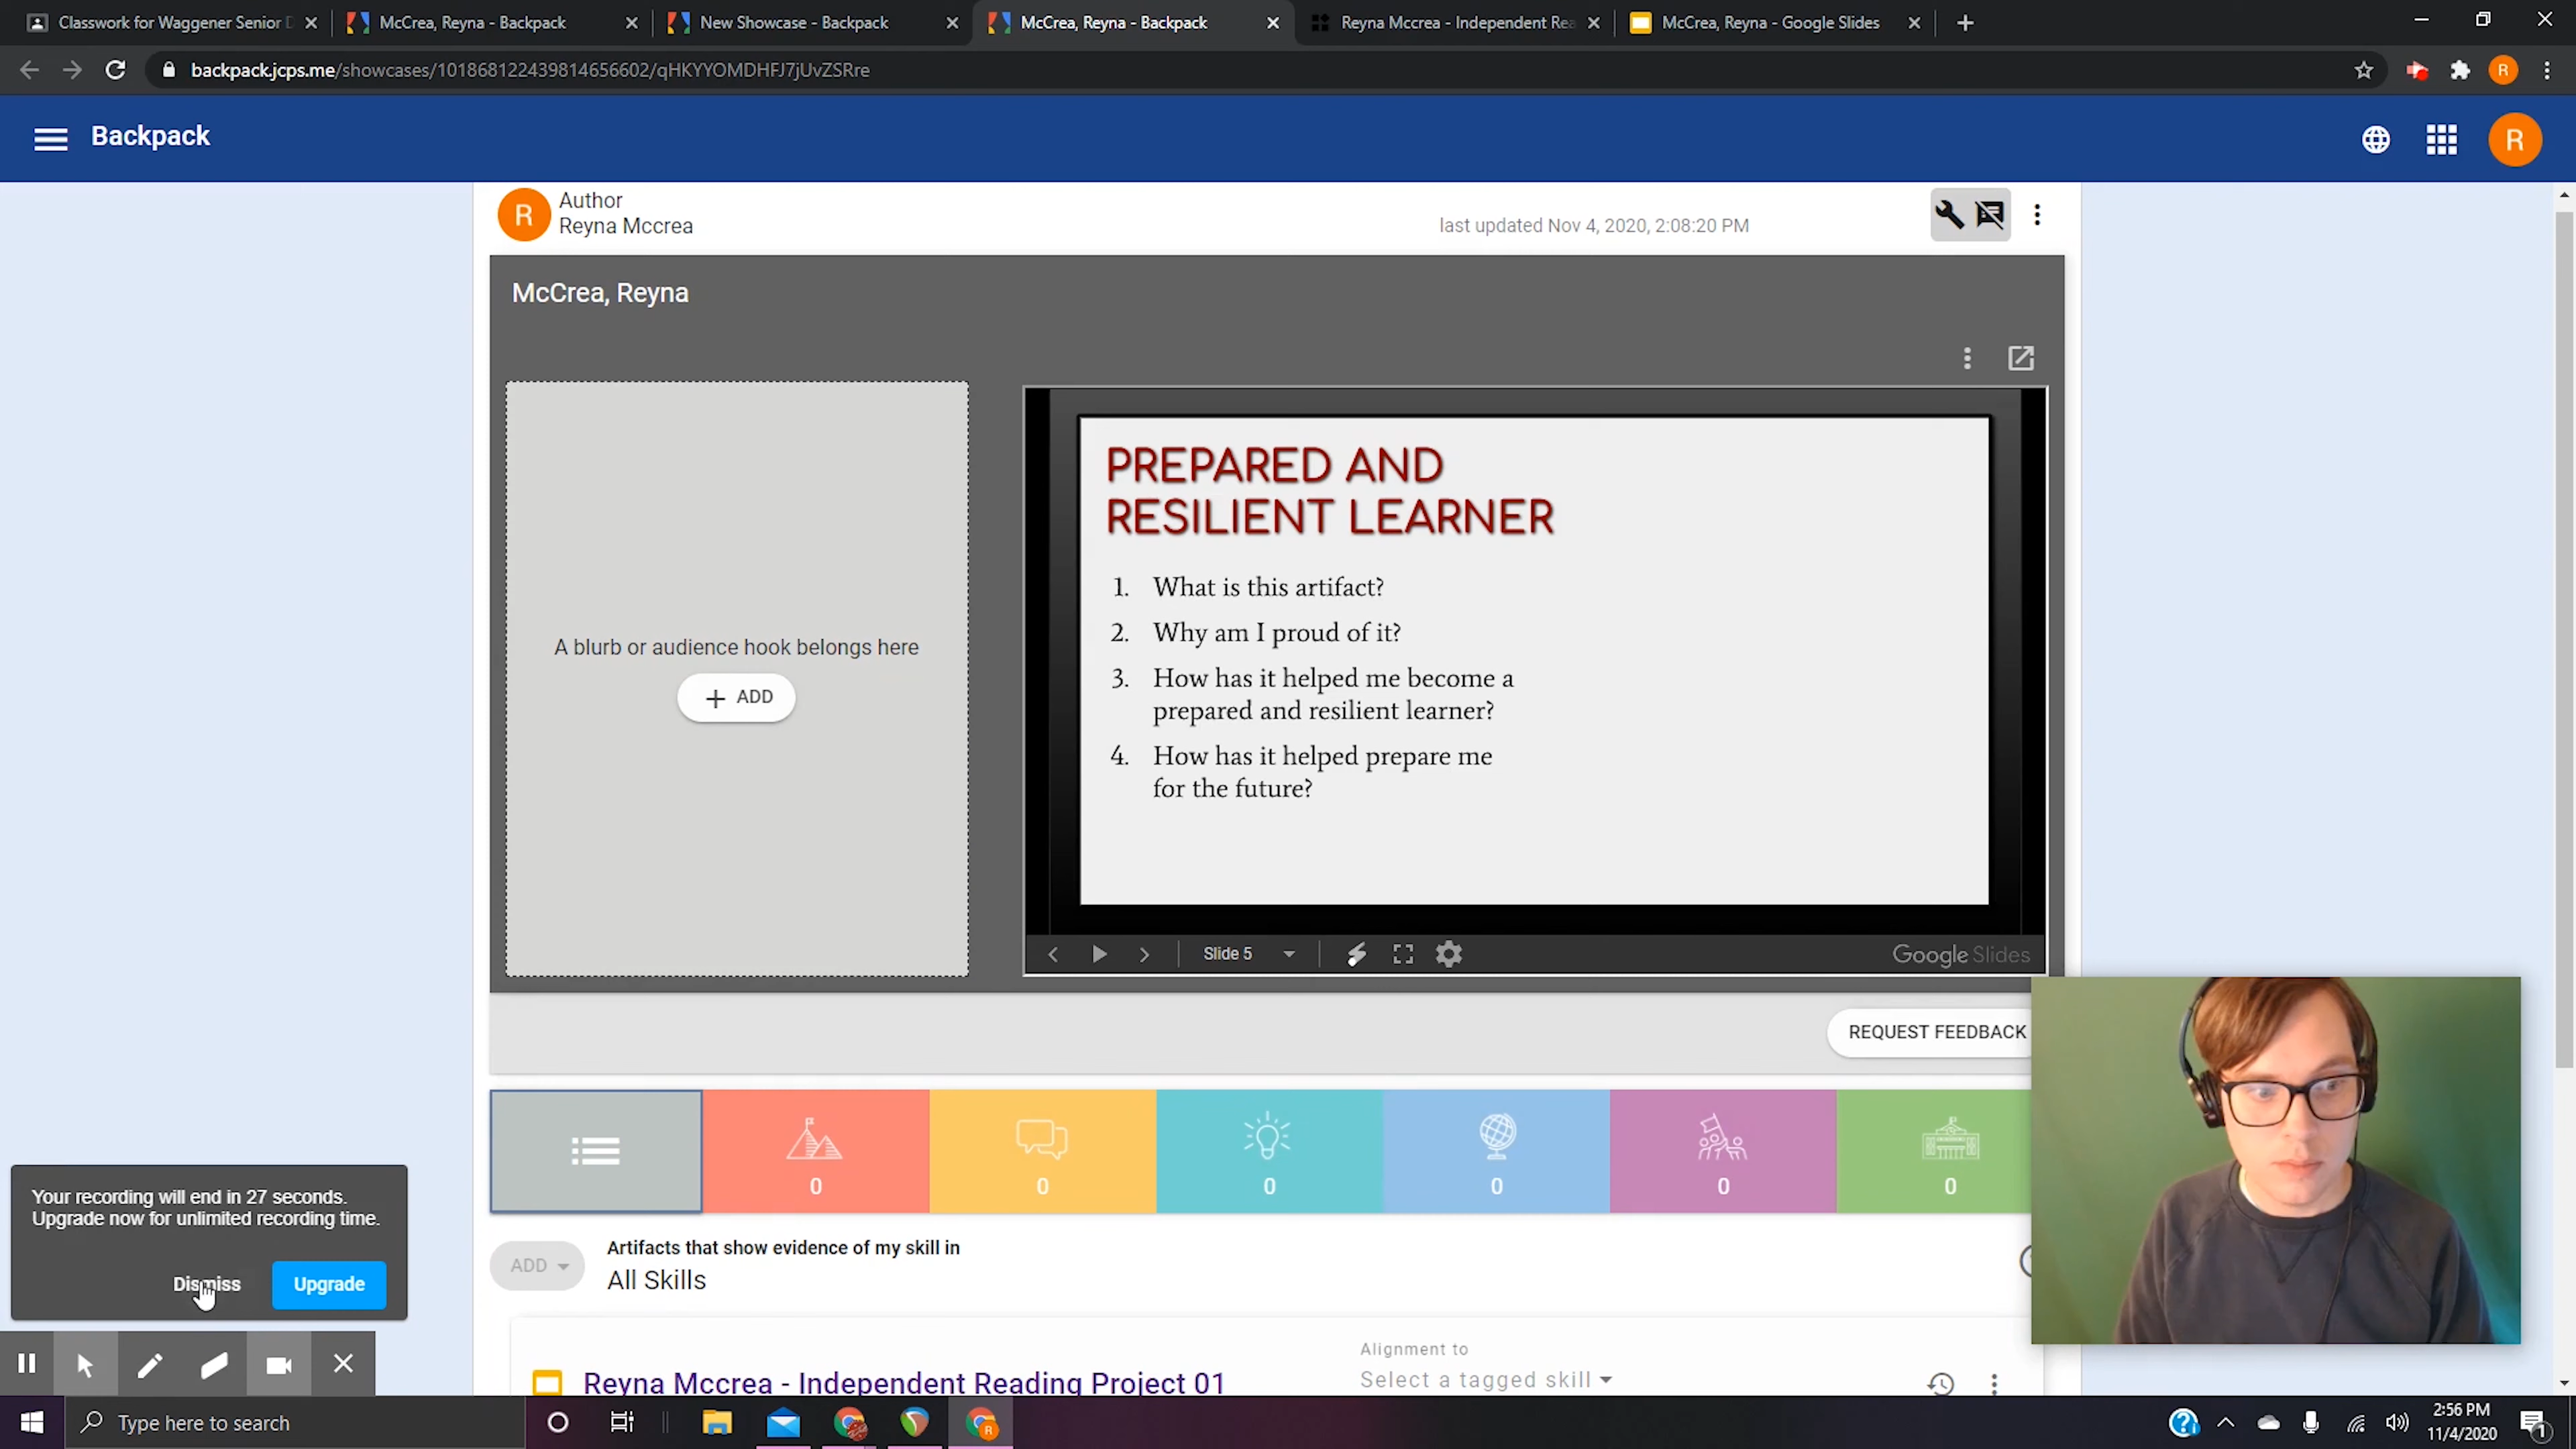 Classwork for Waggener Senior D
McCrea, Reyna - Backpack
New Showcase - Backpack
McCrea, Reyna - Backpack
Reyna Mccrea - Independent Rea
McCrea, Reyna - Google Slides
backpack.jcps.me/showcases/101868122439814656602/qHKYYOMDHFJ7jUvZSRre
R
Backpack
R
R
Author
Reyna Mccrea
last updated Nov 4, 2020, 2:08:20 PM
McCrea, Reyna
A blurb or audience hook belongs here
+ ADD
PREPARED AND
RESILIENT LEARNER
1. What is this artifact?
2. Why am I proud of it?
3. How has it helped me become a
prepared and resilient learner?
4. How has it helped prepare me
for the future?
Slide 5
Google Slides
REQUEST FEEDBACK
0
0
0
0
0
0
Your recording will end in 27 seconds.
Upgrade now for unlimited recording time.
Dismiss
Upgrade
ADD
Artifacts that show evidence of my skill in
All Skills
Alignment to
Select a tagged skill
Reyna Mccrea - Independent Reading Project 01
Type here to search
R
2:56 PM
11/4/2020
1